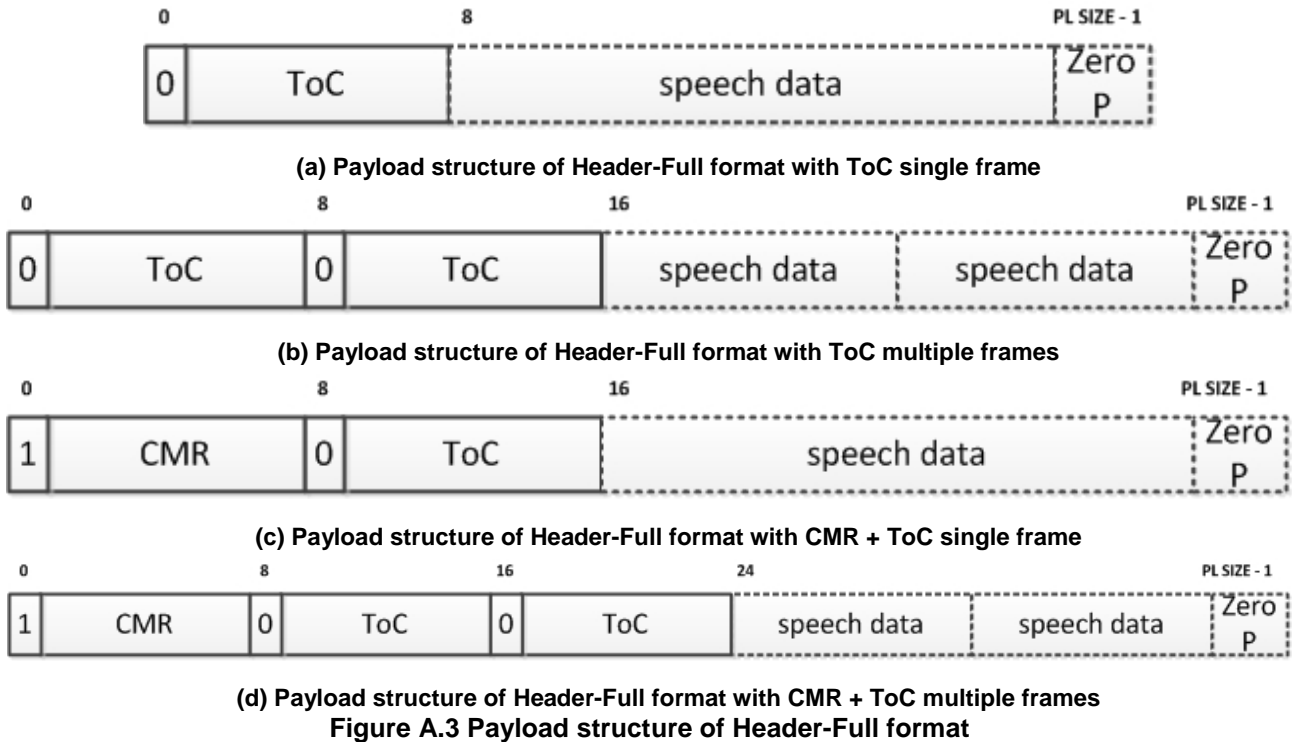 0 8 PL SIZE - 1
0 ToC speech data Zero
P
(a) Payload structure of Header-Full format with ToC single frame
0 8 16 PL SIZE - 1
0 ToC 0 ToC speech data speech data Zero
P
(b) Payload structure of Header-Full format with ToC multiple frames
0 8 16 PL SIZE - 1
1 CMR 0 ToC speech data Zero
P
(c) Payload structure of Header-Full format with CMR + ToC single frame
0 8 16 24 PL SIZE - 1
1 CMR 0 ToC 0 ToC speech data speech data Zero
P
(d) Payload structure of Header-Full format with CMR + ToC multiple frames
Figure A.3 Payload structure of Header-Full format